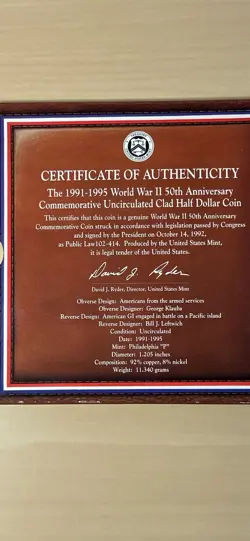 CERTIFICATE OF AUTHENTICITY
The 1991-1995 World War II 50th Anniversary
Commemorative Uncirculated Clad Half Dollar Coin
This certifies that this coin is a genuine World War II 50th Anniversary
Commemorative Coin struck in accordance with legislation passed by Congress
and signed by the President on October 14, 1992,
as Public Law102-414. Produced by the United States Mint,
it is legal tender of the United States.
David J. Ryder
David J. Ryder, Director, United States Mint
Obverse Design: Americans from the armed services
Obverse Designer: George Klauba
Reverse Design: American GI engaged in battle on a Pacific island
Reverse Designer: Bill J. Leftwich
Condition: Uncirculated
Date: 1991-1995
Mint: Philadelphia "P"
Diameter: 1.205 inches
Composition: 92% copper, 8% nickel
Weight: 11.340 grams